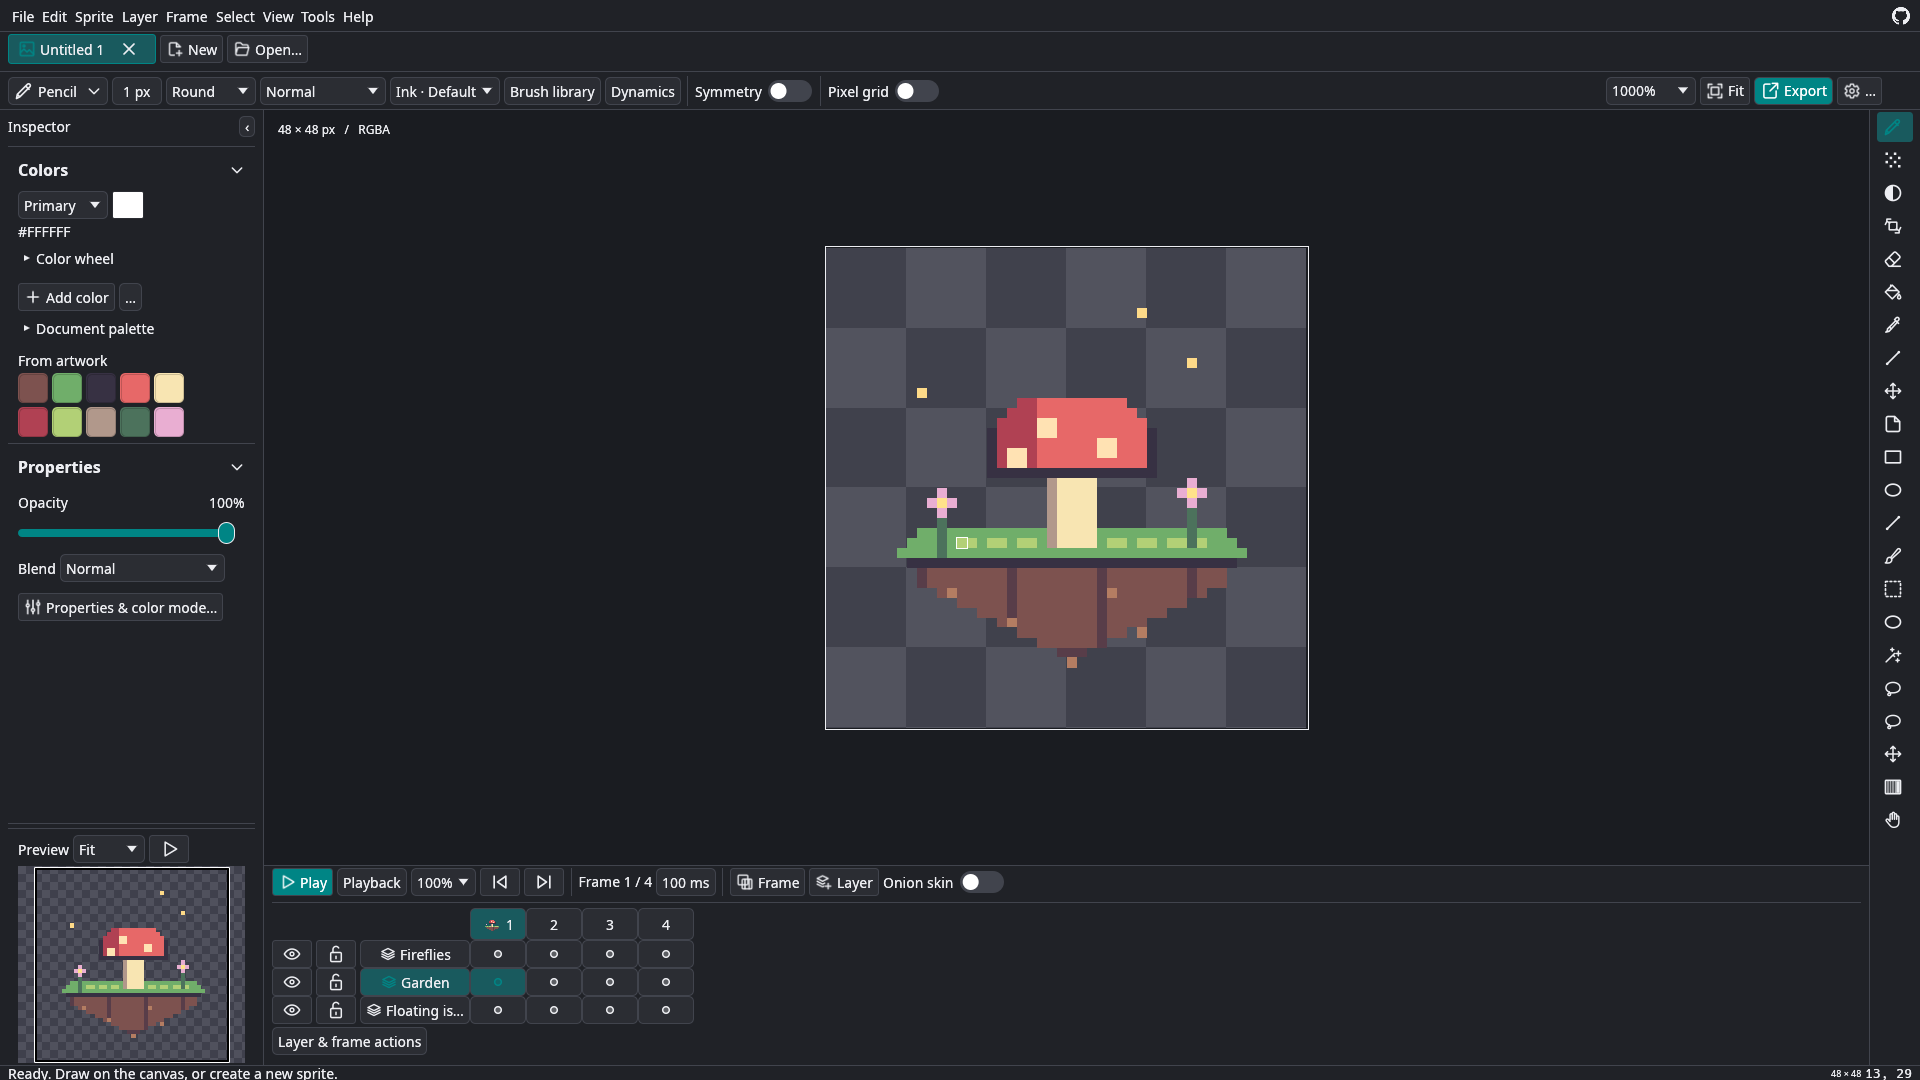 File Edit Sprite Layer Frame Select View Tools Help
Untitled 1 New Open...
Pencil 1 px Round Normal Ink · Default Brush library Dynamics Symmetry Pixel grid 1000% Fit Export ...
Inspector
48 × 48 px / RGBA
Colors
Primary
#FFFFFF
Color wheel
Add color ...
Document palette
From artwork
Properties
Opacity 100%
Blend Normal
Properties & color mode...
Preview Fit
Play Playback 100% Frame 1 / 4 100 ms Frame Layer Onion skin
1 2 3 4
Fireflies
Garden
Floating is...
Layer & frame actions
Ready. Draw on the canvas, or create a new sprite. 48 × 48 13, 29